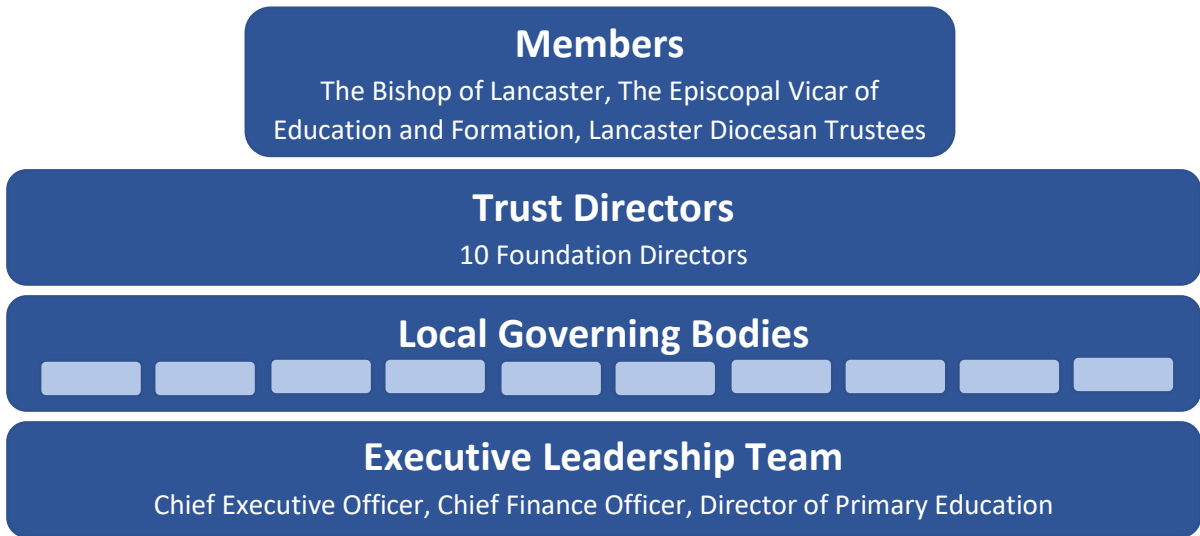 Members
The Bishop of Lancaster, The Episcopal Vicar of
Education and Formation, Lancaster Diocesan Trustees
Trust Directors
10 Foundation Directors
Local Governing Bodies
Executive Leadership Team
Chief Executive Officer, Chief Finance Officer, Director of Primary Education